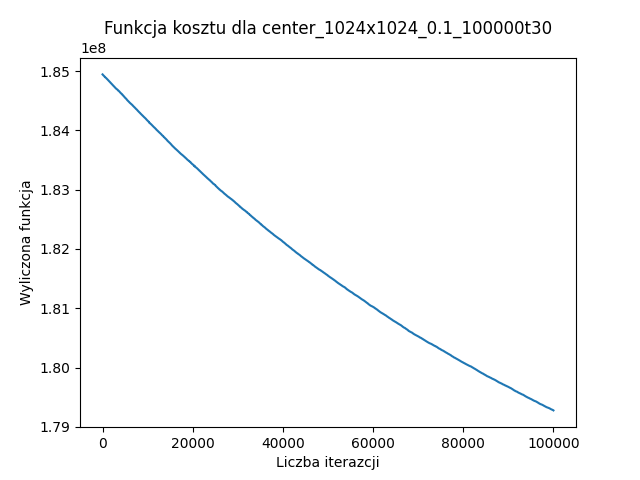 Funkcja kosztu dla center_1024x1024_0.1_100000t30
1e8
1.85
1.84
1.83
1.82
1.81
1.80
1.79
Wyliczona funkcja
0 20000 40000 60000 80000 100000
Liczba iterazcji